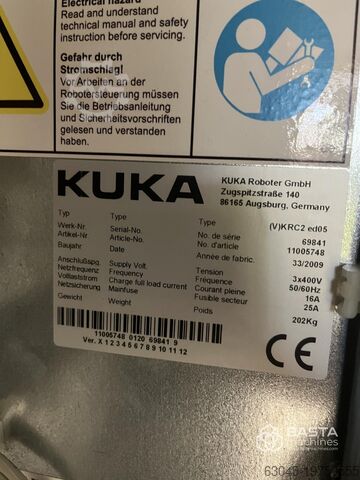 Electrical hazard
Read and understand
technical manual and safety
instruction before servicing.
Gefahr durch
Stromschlag!
Vor Arbeiten an der
Robotersteuerung müssen
Sie die Betriebsanleitung
und Sicherheitsvorschriften
gelesen und verstanden
haben.
KUKA
KUKA Roboter GmbH
Zugspitzstraße 140
86165 Augsburg, Germany
Typ Type Type (V)KRC2 ed05
Werk-Nr. Serial-No. No. de série 69841
Artikel-Nr. Article-No. No. d'article 11005748
Baujahr Date Année de fabric. 33/2009
Anschlußspg. Supply Volt. Tension 3x400V
Netzfrequenz Frequency Fréquence 50/60Hz
Vollaststrom Charge full load current Courant pleine 16A
Netzsicherung Mainfuse Fusible secteur 25A
Gewicht Weight Poids 202Kg
11005748 0120 69841 9
Ver. X 1 2 3 4 5 6 7 8 9 10 11 12
CE
BASTA
machines